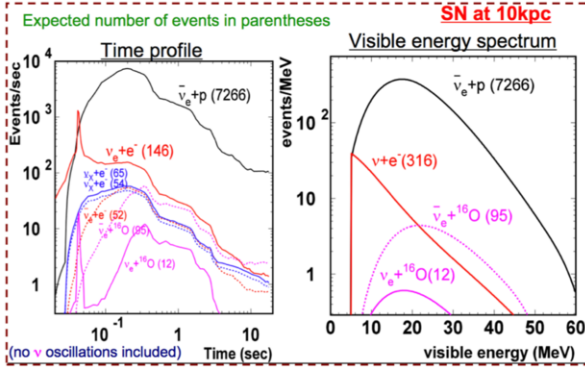 Expected number of events in parentheses
SN at 10kpc
Time profile
Visible energy spectrum
Events/sec
10⁴
10³
10²
10
1
ν̄ₑ+p (7266)
νₑ+e⁻ (146)
νₓ+e⁻ (65)
ν̄ₓ+e⁻ (54)
ν̄ₑ+e⁻ (52)
ν̄ₑ+¹⁶O (95)
νₑ+¹⁶O (12)
10⁻¹
1
10
(no ν oscillations included)
Time (sec)
events/MeV
10²
10
1
ν̄ₑ+p (7266)
ν+e⁻(316)
ν̄ₑ+¹⁶O (95)
νₑ+¹⁶O(12)
0 10 20 30 40 50 60
visible energy (MeV)